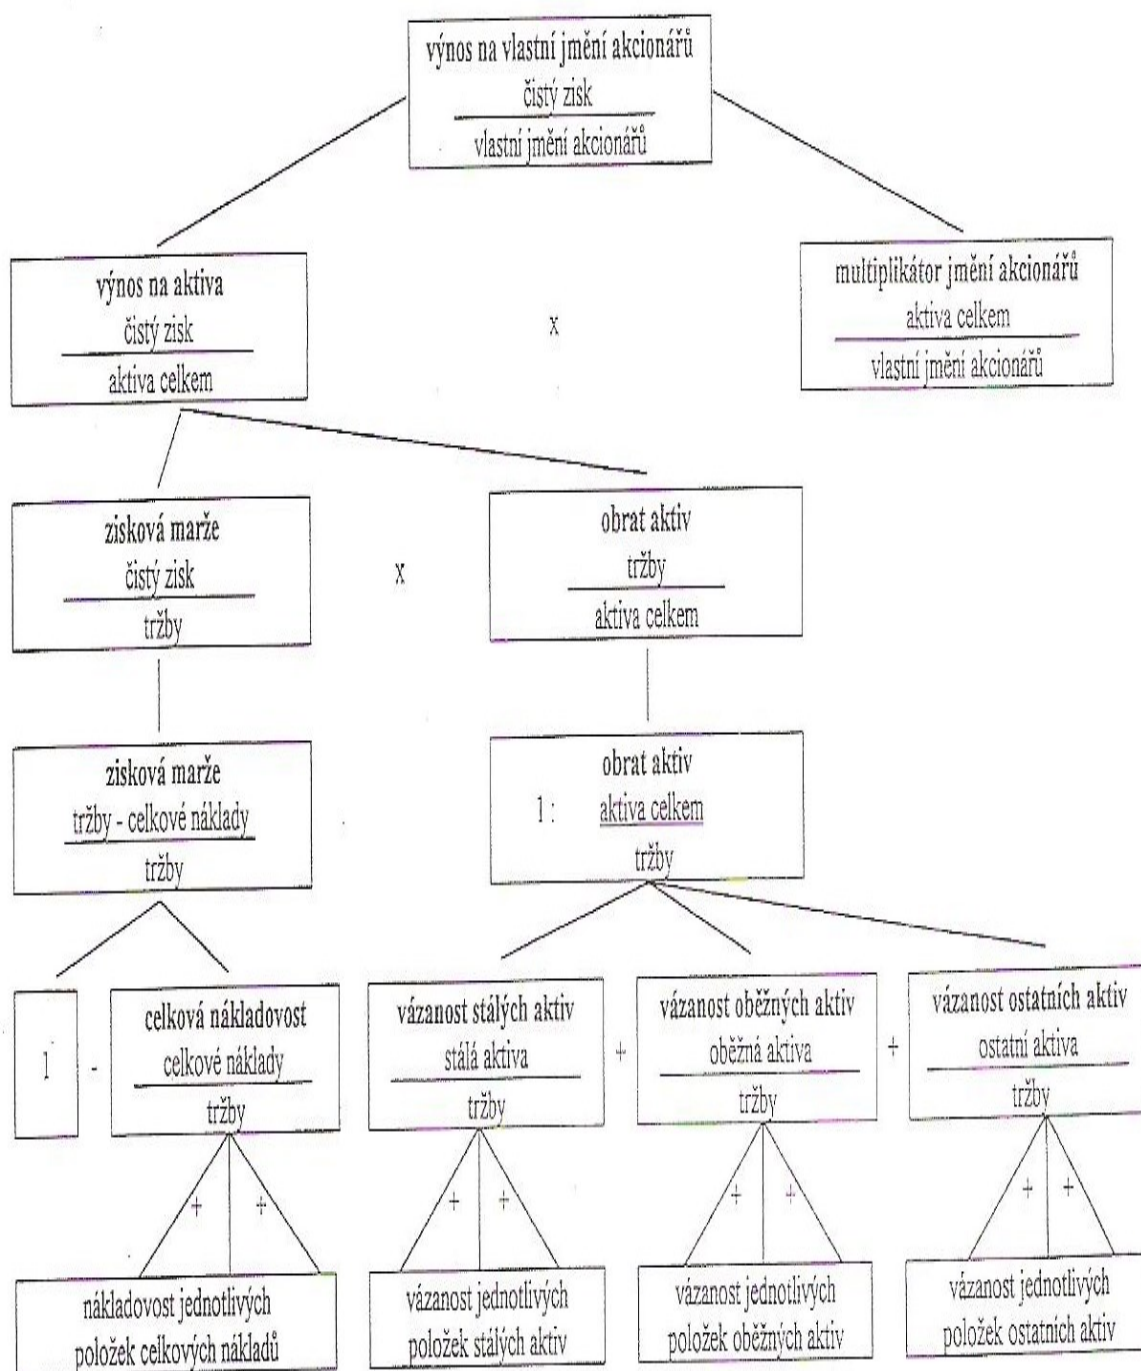 výnos na vlastní jmění akcionářů
čistý zisk
vlastní jmění akcionářů
výnos na aktiva
čistý zisk
aktiva celkem
x
multiplikátor jmění akcionářů
aktiva celkem
vlastní jmění akcionářů
zisková marže
čistý zisk
tržby
x
obrat aktiv
tržby
aktiva celkem
zisková marže
tržby - celkové náklady
tržby
obrat aktiv
1 : aktiva celkem
tržby
1
-
celková nákladovost
celkové náklady
tržby
vázanost stálých aktiv
stálá aktiva
tržby
+
vázanost oběžných aktiv
oběžná aktiva
tržby
+
vázanost ostatních aktiv
ostatní aktiva
tržby
+ +
+ +
+ +
+ +
nákladovost jednotlivých
položek celkových nákladů
vázanost jednotlivých
položek stálých aktiv
vázanost jednotlivých
položek oběžných aktiv
vázanost jednotlivých
položek ostatních aktiv